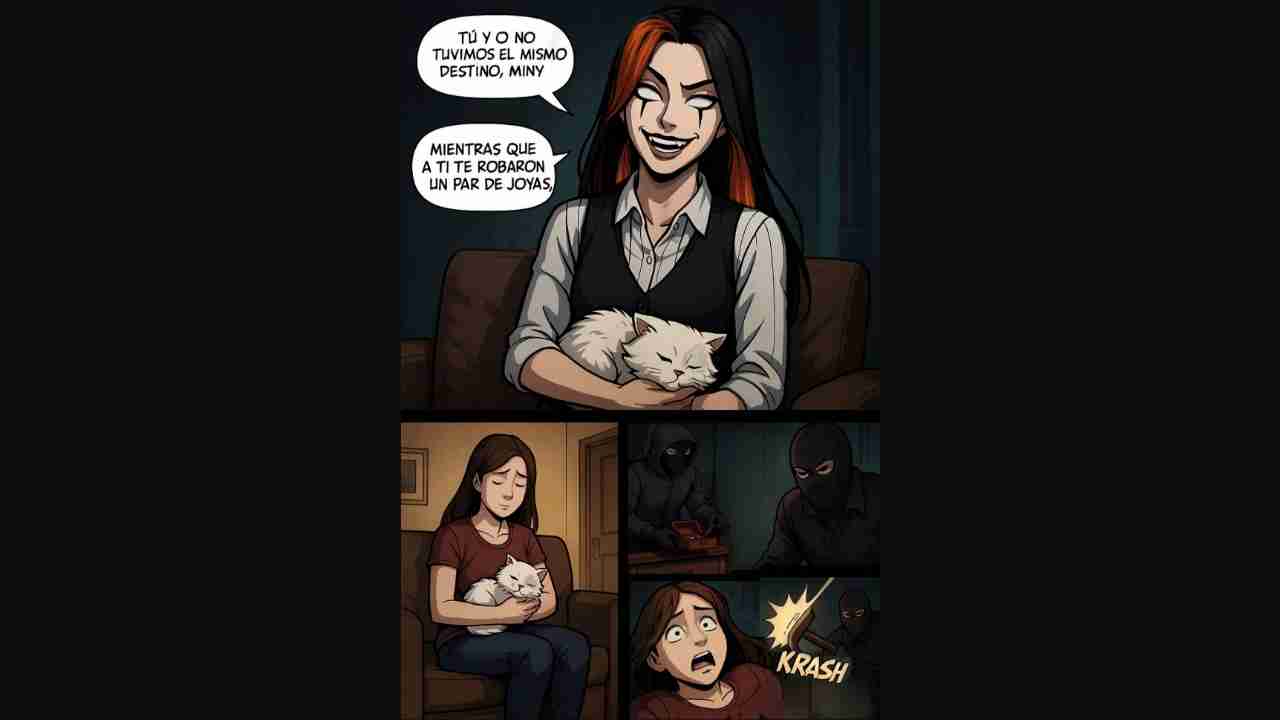 TÚ Y O NO
TUVIMOS EL MISMO
DESTINO, MINY
MIENTRAS QUE
A TI TE ROBARON
UN PAR DE JOYAS,
KRASH